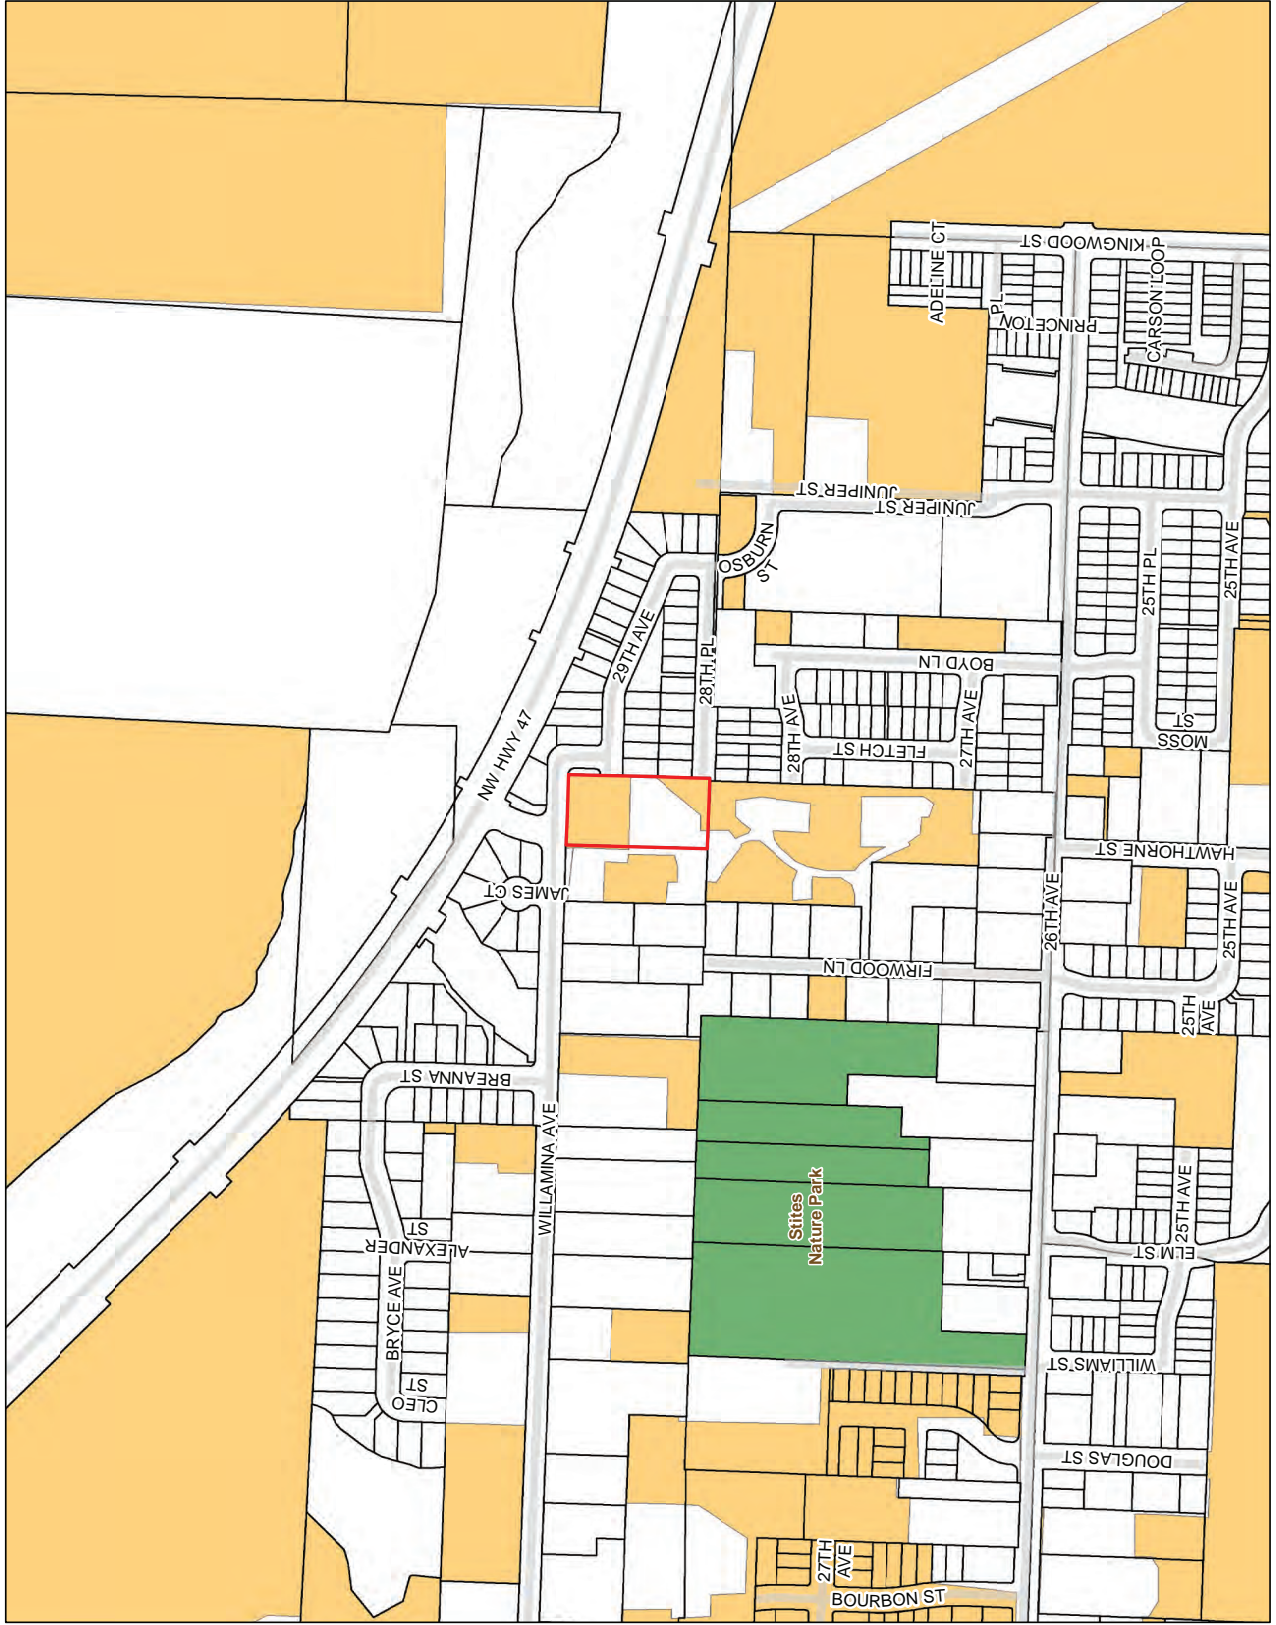 ADELINE CT
KINGWOOD ST
PRINCETON
PL
CARSON LOOP
JUNIPER ST
JUNIPER ST
OSBURN
ST
25TH PL
25TH AVE
29TH AVE
28TH PL
BOYD LN
28TH AVE
FLETCH ST
27TH AVE
MOSS
ST
NW HWY 47
JAMES CT
HAWTHORNE ST
26TH AVE
25TH AVE
FIRWOOD LN
25TH
AVE
BREANNA ST
WILLAMINA AVE
Stites
Nature Park
25TH AVE
ELM ST
ALEXANDER
ST
BRYCE AVE
WILLIAMS ST
CLEO
ST
DOUGLAS ST
27TH
AVE
BOURBON ST